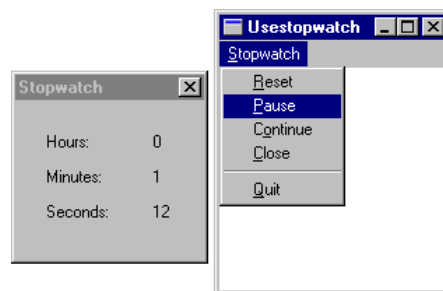 Stopwatch
Hours: 0
Minutes: 1
Seconds: 12
Usestopwatch
Stopwatch
Reset
Pause
Continue
Close
Quit